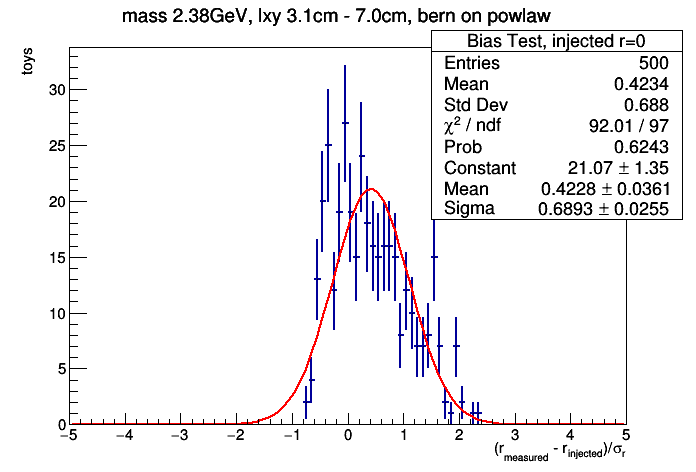 mass 2.38GeV, lxy 3.1cm - 7.0cm, bern on powlaw
toys
Bias Test, injected r=0
Entries 500
Mean 0.4234
Std Dev 0.688
χ² / ndf 92.01 / 97
Prob 0.6243
Constant 21.07 ± 1.35
Mean 0.4228 ± 0.0361
Sigma 0.6893 ± 0.0255
30
25
20
15
10
5
0
−5 −4 −3 −2 −1 0 1 2 3 4 5
(r_measured - r_injected)/σ_r